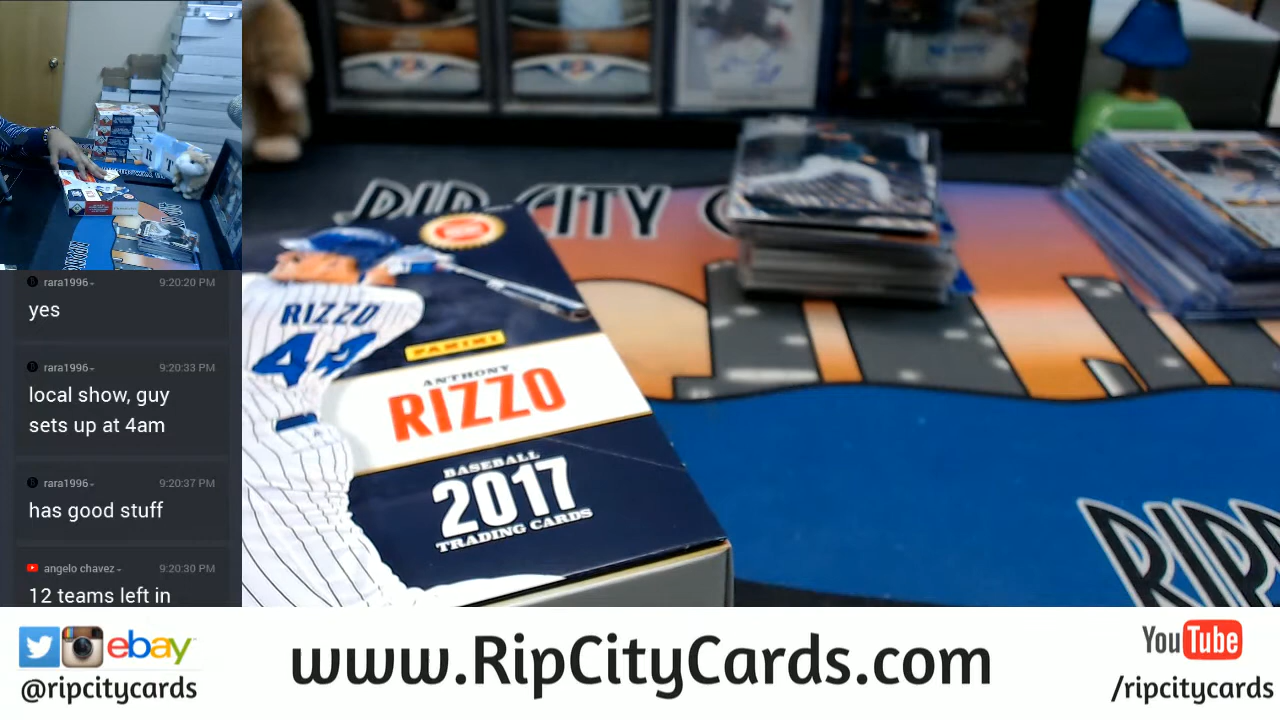 rara1996
9:20:20 PM
yes
rara1996
9:20:33 PM
local show, guy
sets up at 4am
rara1996
9:20:37 PM
has good stuff
angelo chavez
9:20:30 PM
12 teams left in
RIP CITY C
RIZZO
44
PANINI
ANTHONY
RIZZO
BASEBALL
2017
TRADING CARDS
RIP
ebay
@ripcitycards
www.RipCityCards.com
YouTube
/ripcitycards